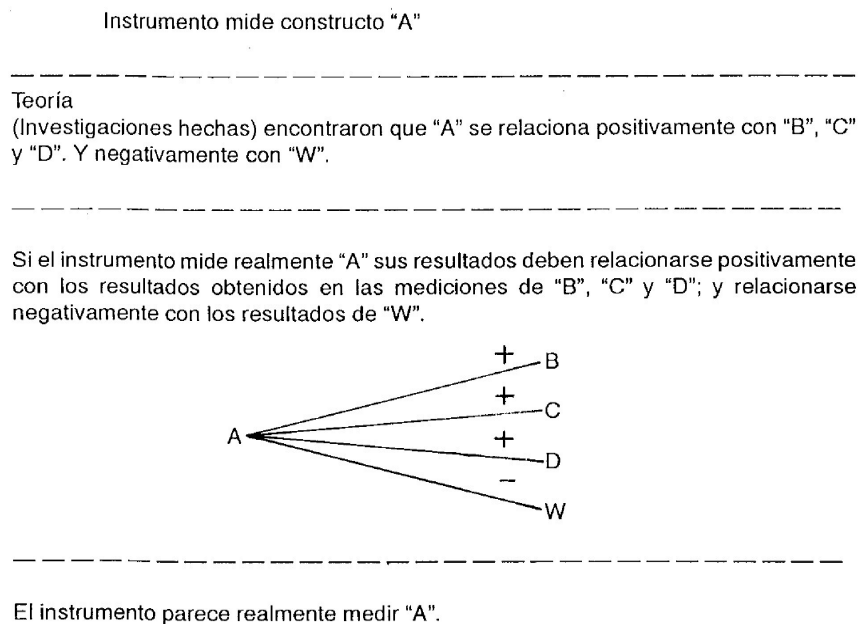 Instrumento mide constructo “A”
Teoría
(Investigaciones hechas) encontraron que “A” se relaciona positivamente con “B”, “C”
y “D”. Y negativamente con “W”.
Si el instrumento mide realmente “A” sus resultados deben relacionarse positivamente
con los resultados obtenidos en las mediciones de “B”, “C” y “D”; y relacionarse
negativamente con los resultados de “W”.
+ B
+ C
A
+ D
− W
El instrumento parece realmente medir “A”.